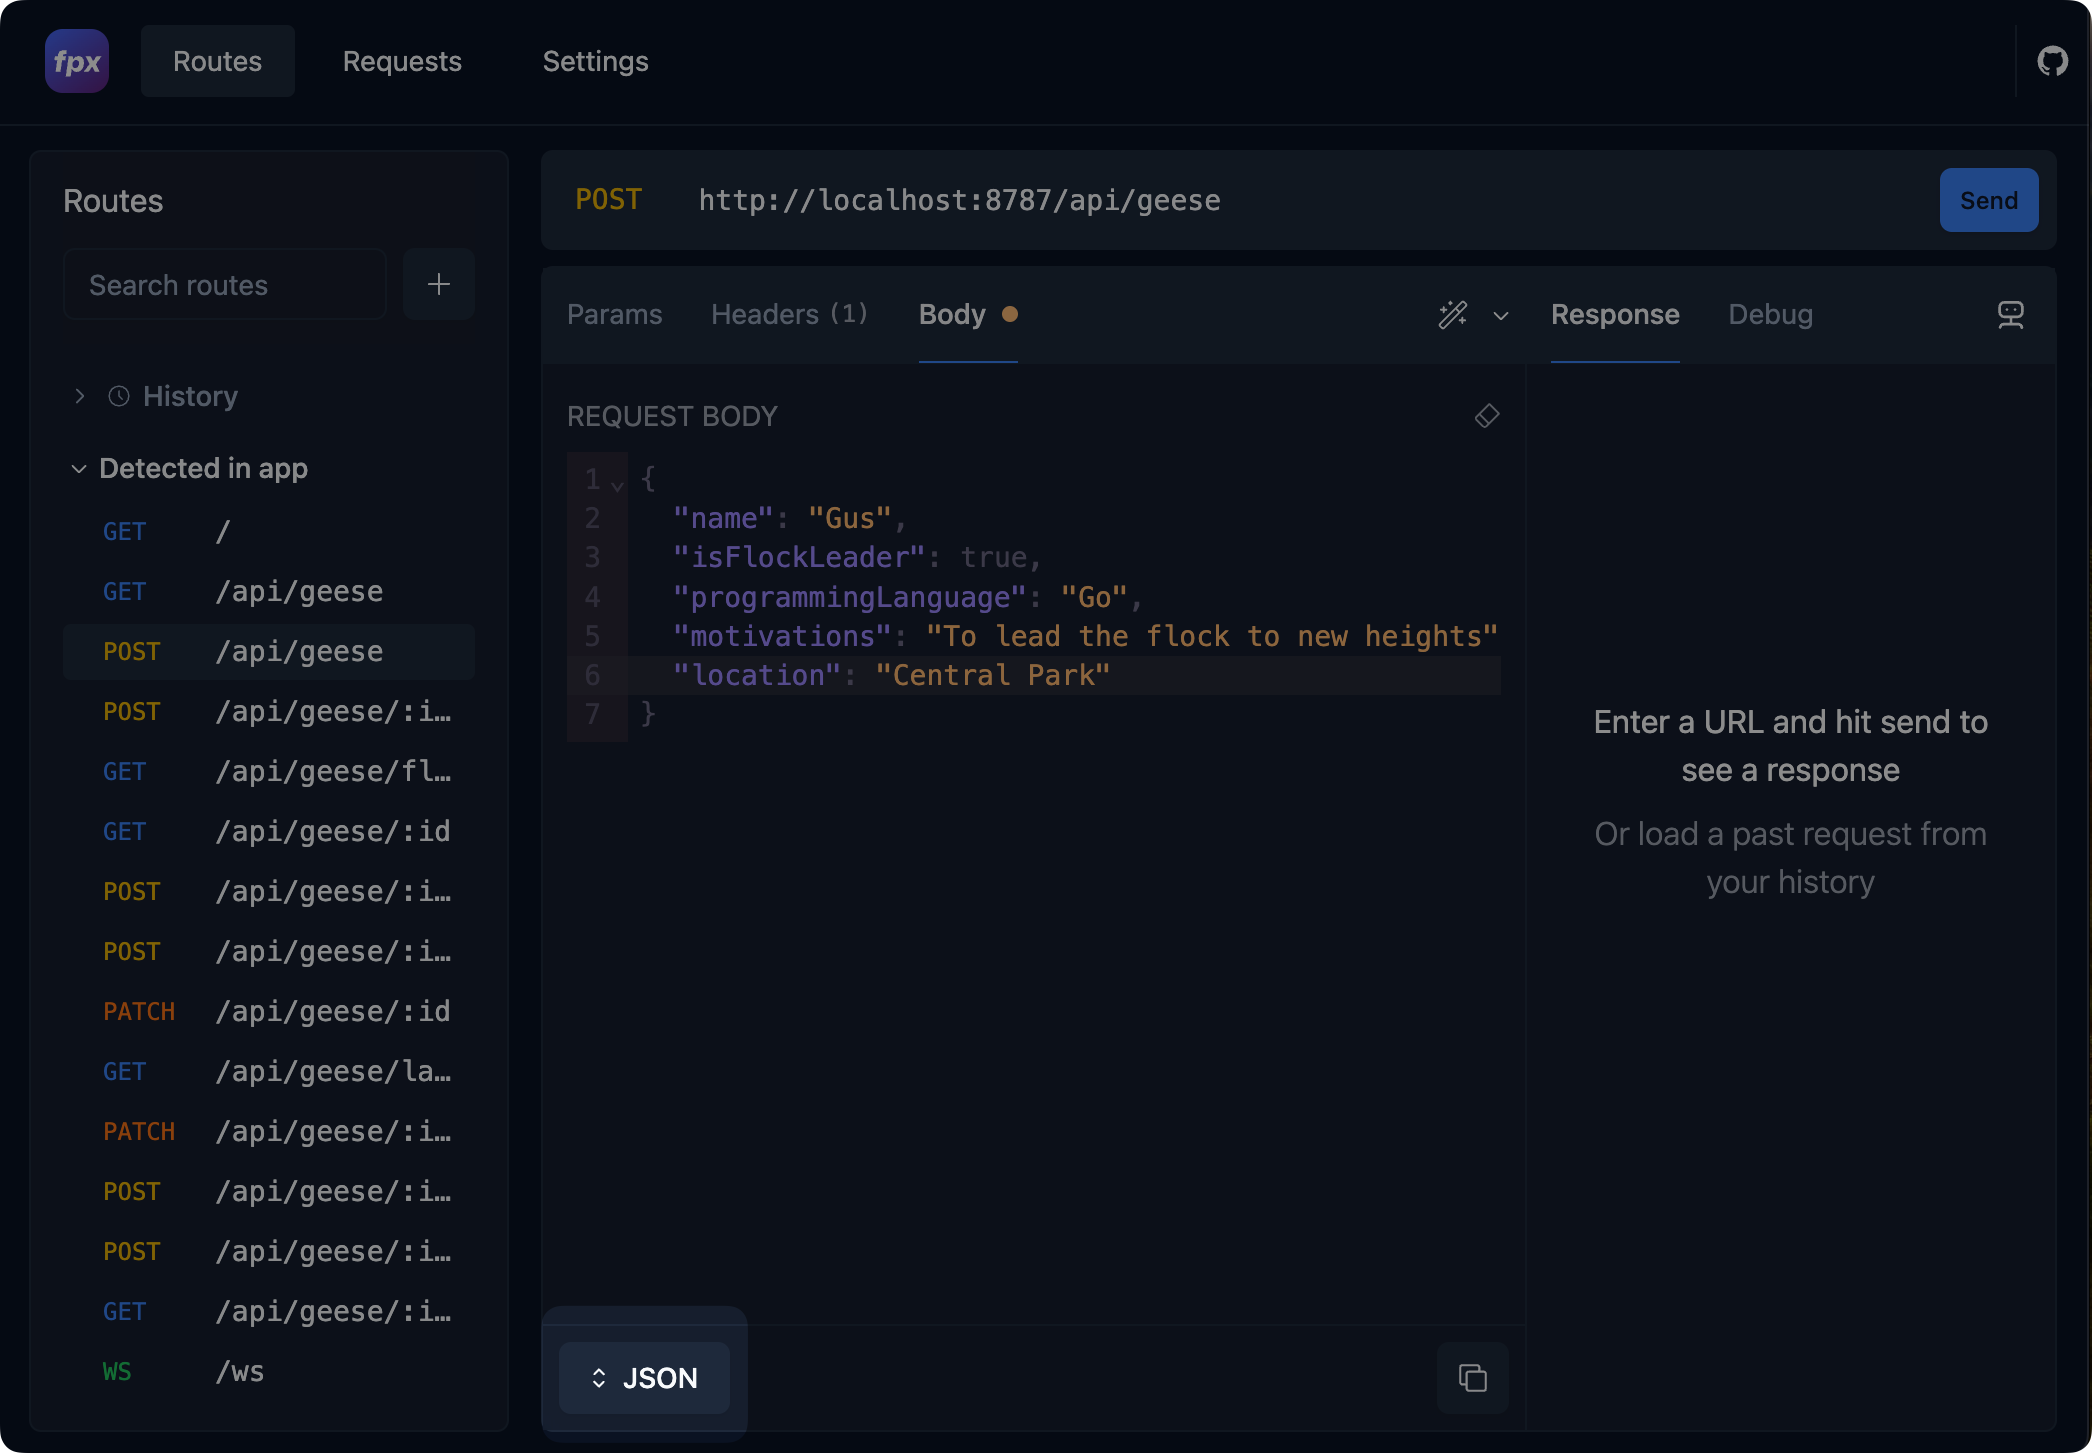 fpx Routes Requests Settings
Routes
Search routes
History
Detected in app
GET /
GET /api/geese
POST /api/geese
POST /api/geese/:i…
GET /api/geese/fl…
GET /api/geese/:id
POST /api/geese/:i…
POST /api/geese/:i…
PATCH /api/geese/:id
GET /api/geese/la…
PATCH /api/geese/:i…
POST /api/geese/:i…
POST /api/geese/:i…
GET /api/geese/:i…
WS /ws
POST http://localhost:8787/api/geese Send
Params Headers (1) Body
REQUEST BODY
1 {
2 "name": "Gus",
3 "isFlockLeader": true,
4 "programmingLanguage": "Go",
5 "motivations": "To lead the flock to new heights"
6 "location": "Central Park"
7 }
JSON
Response Debug
Enter a URL and hit send to
see a response
Or load a past request from
your history